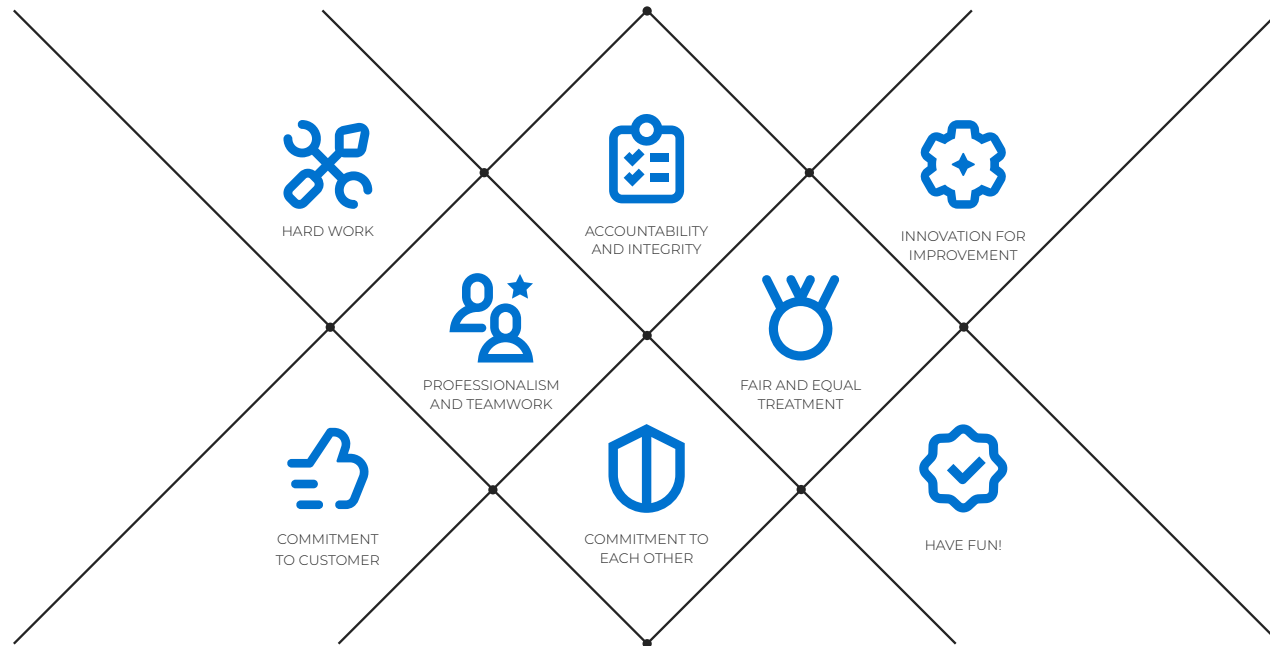 HARD WORK
ACCOUNTABILITY
AND INTEGRITY
INNOVATION FOR
IMPROVEMENT
PROFESSIONALISM
AND TEAMWORK
FAIR AND EQUAL
TREATMENT
COMMITMENT
TO CUSTOMER
COMMITMENT TO
EACH OTHER
HAVE FUN!